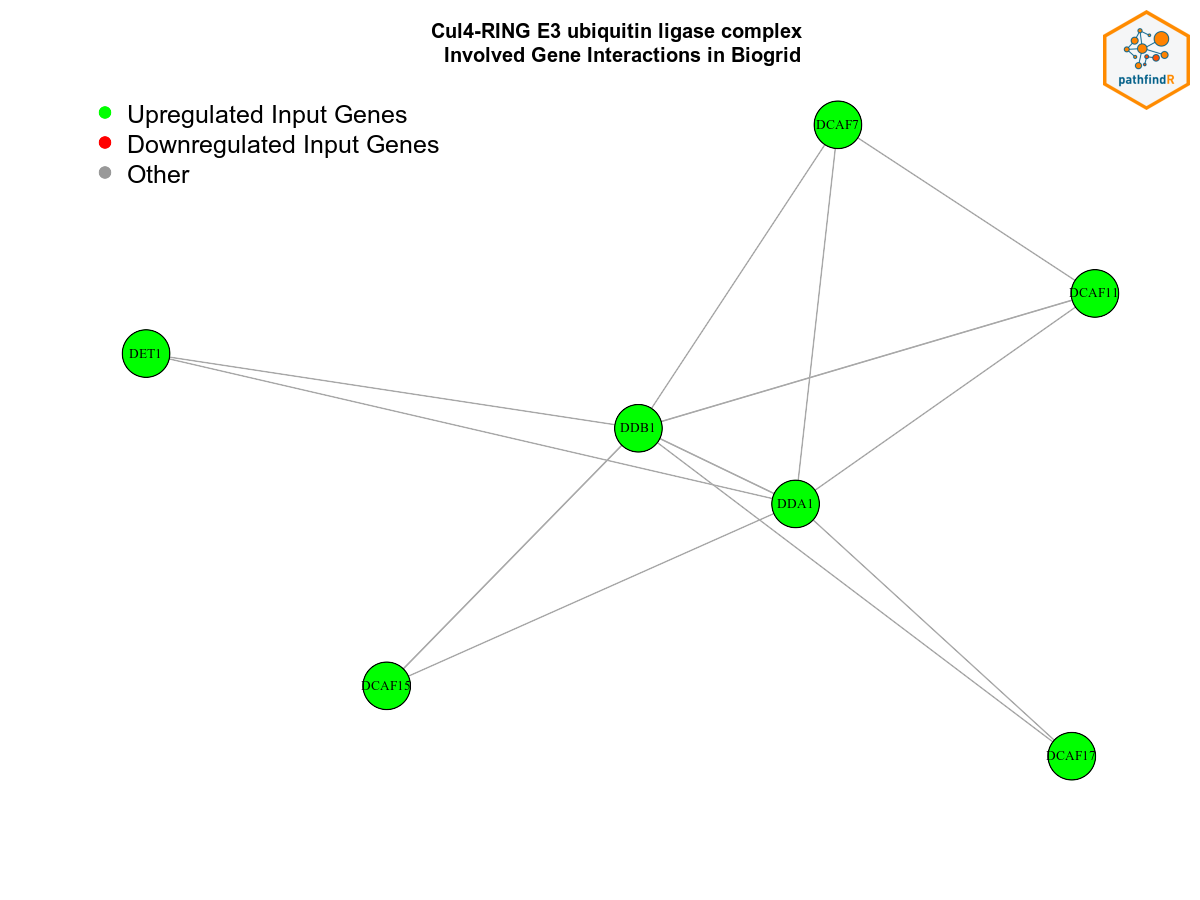 Cul4-RING E3 ubiquitin ligase complex
Involved Gene Interactions in Biogrid
pathfindR
Upregulated Input Genes
Downregulated Input Genes
Other
DCAF7
DCAF11
DET1
DDB1
DDA1
DCAF15
DCAF17